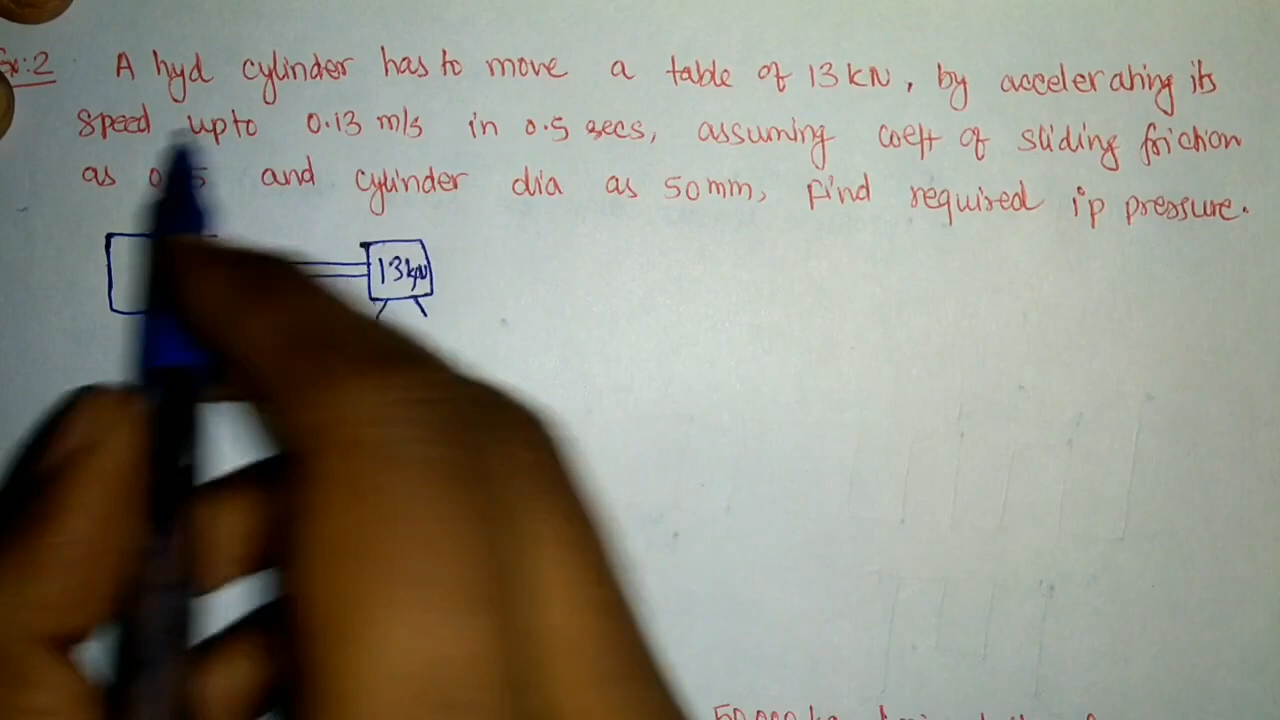 Ex:2 A hyd cylinder has to move a table of 13 kN, by accelerating its
speed upto 0.13 m/s in 0.5 secs, assuming coeft of sliding friction
as and cylinder dia as 50mm, find required i/p pressure.
13kN